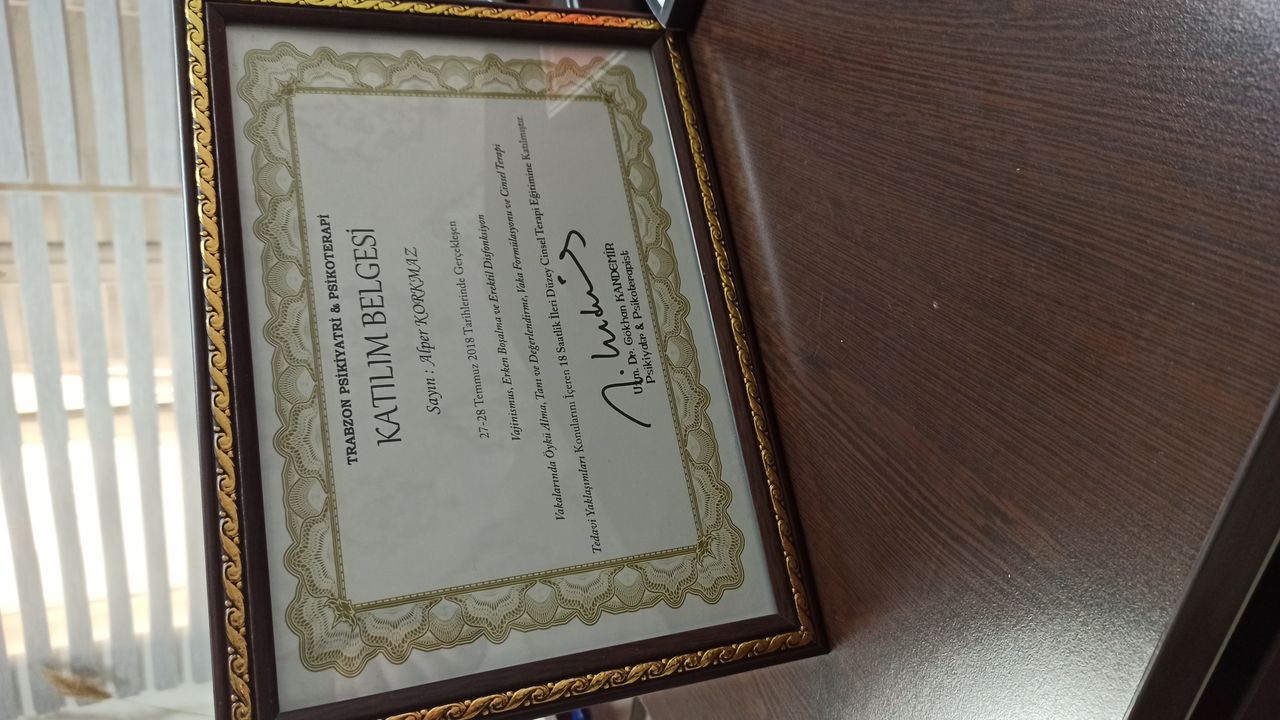 TRABZON PSİKİYATRİ & PSİKOTERAPİ
KATILIM BELGESİ
Sayın : Alper KORKMAZ
27-28 Temmuz 2018 Tarihlerinde Gerçekleşen
Vajinismus, Erken Boşalma ve Erektil Disfonksiyon
Vakalarında Öykü Alma, Tanı ve Değerlendirme, Vaka Formülasyonu ve Cinsel Terapi
Tedavi Yaklaşımları Konularını İçeren 18 Saatlik İleri Düzey Cinsel Terapi Eğitimine Katılmıştır.
Uzm. Dr. Gökhan KANDEMİR
Psikiyatr & Psikoterapist